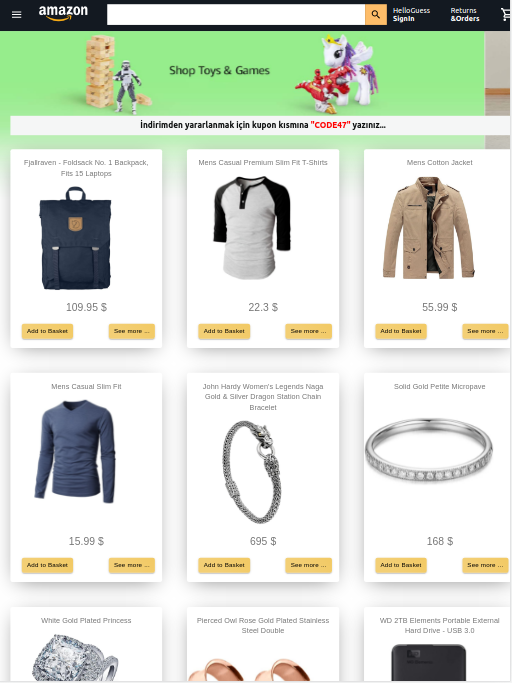 amazon
HelloGuess
SignIn
Returns
&Orders
Shop Toys & Games
İndirimden yararlanmak için kupon kısmına "CODE47" yazınız...
Fjallraven - Foldsack No. 1 Backpack,
Fits 15 Laptops
109.95 $
Add to Basket
See more ...
Mens Casual Premium Slim Fit T-Shirts
22.3 $
Add to Basket
See more ...
Mens Cotton Jacket
55.99 $
Add to Basket
See more ...
Mens Casual Slim Fit
15.99 $
Add to Basket
See more ...
John Hardy Women's Legends Naga
Gold & Silver Dragon Station Chain
Bracelet
695 $
Add to Basket
See more ...
Solid Gold Petite Micropave
168 $
Add to Basket
See more ...
White Gold Plated Princess
Pierced Owl Rose Gold Plated Stainless
Steel Double
WD 2TB Elements Portable External
Hard Drive - USB 3.0